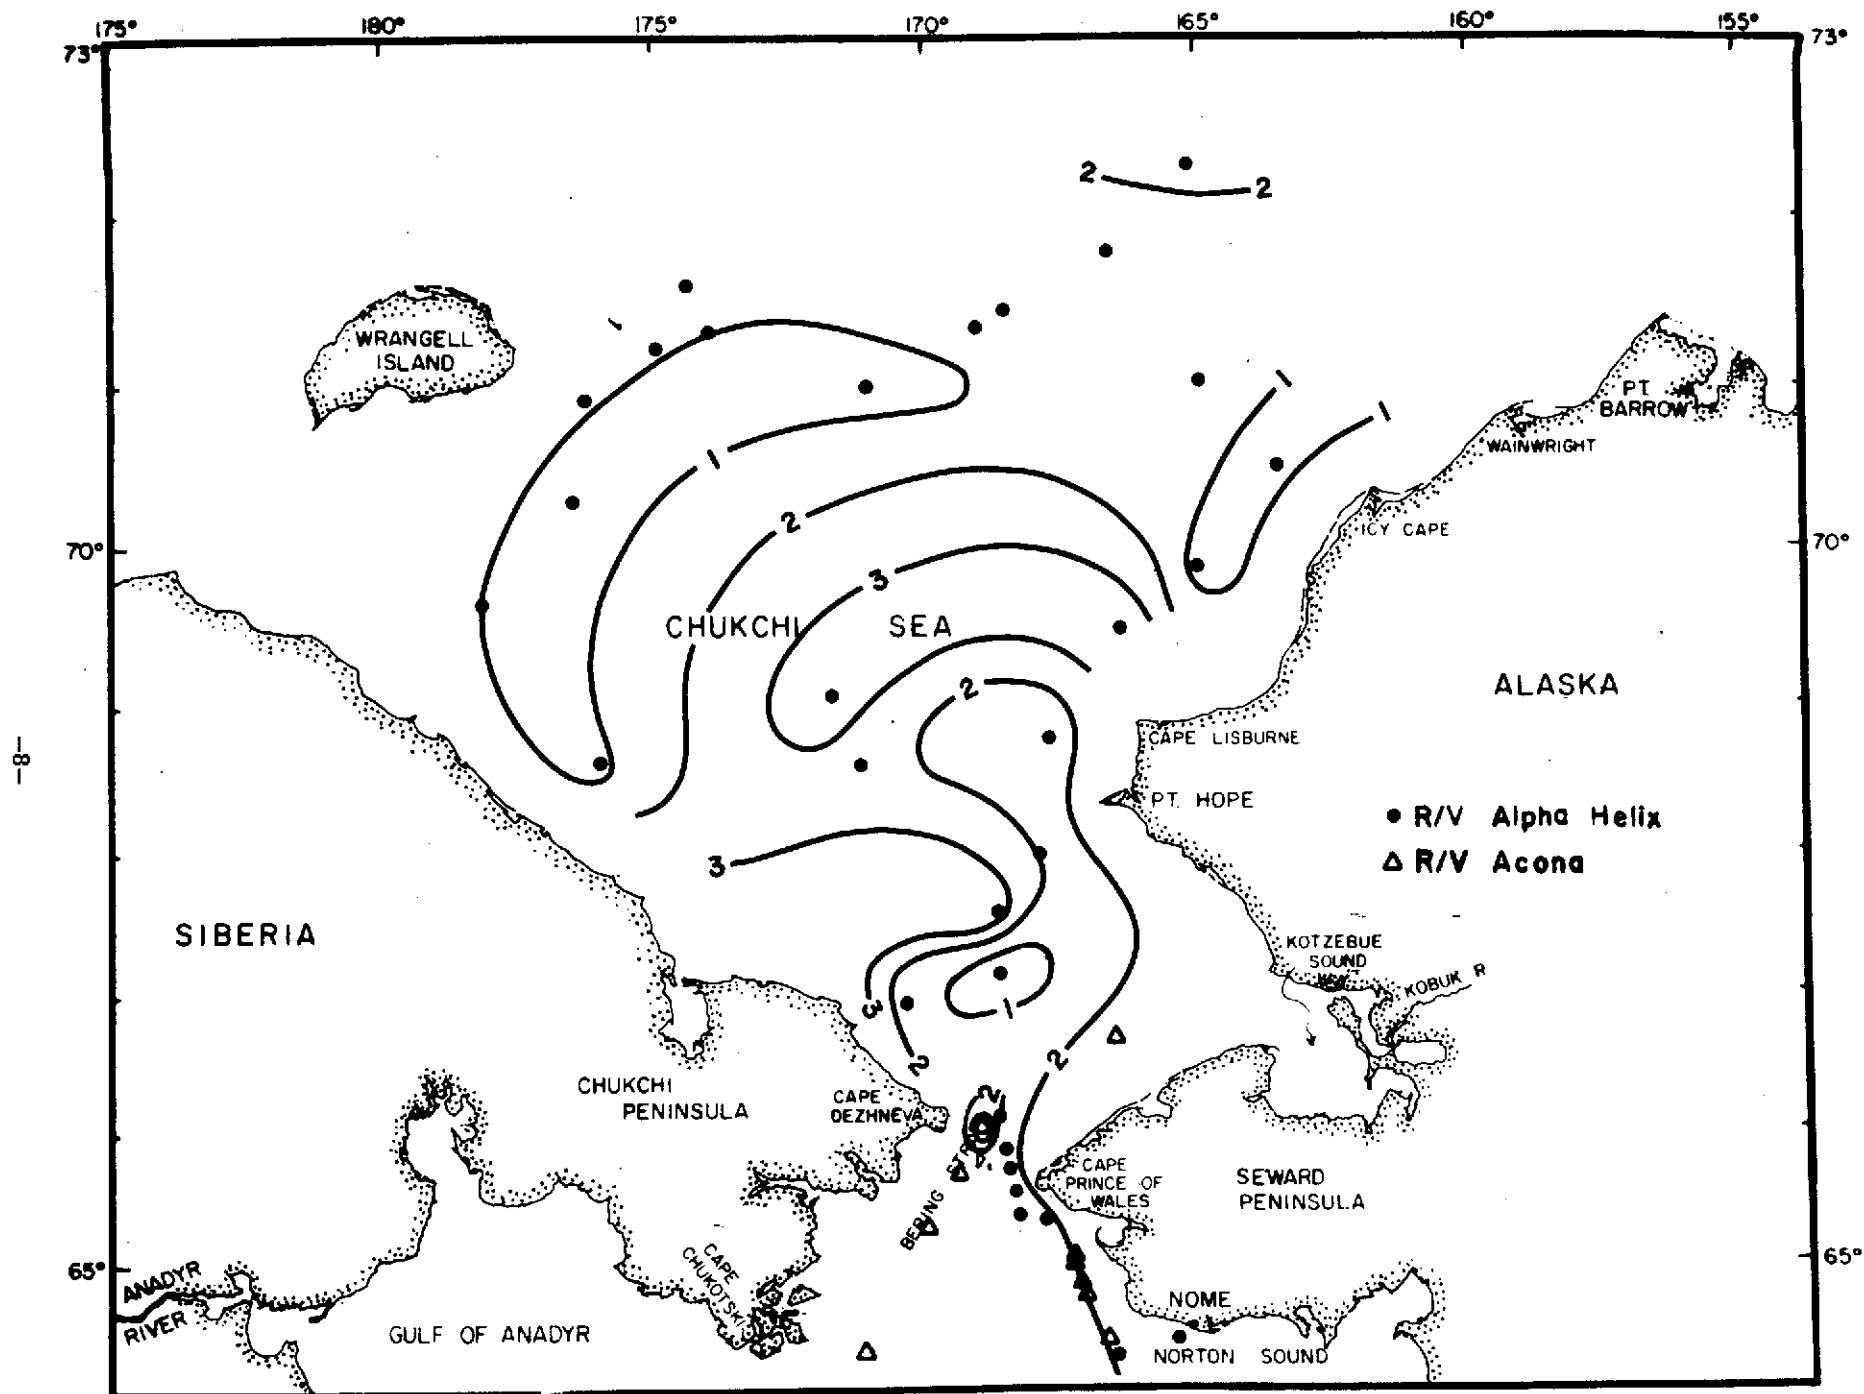 175° 180° 175° 170° 165° 160° 155°
73° 73°
2 2
WRANGELL
ISLAND
1
1
PT.
BARROW
WAINWRIGHT
1
2
ICY CAPE
70° 70°
3
CHUKCHI SEA
ALASKA
2
CAPE LISBURNE
-8-
PT. HOPE
R/V Alpha Helix
3
R/V Acona
SIBERIA
KOTZEBUE
SOUND
KOBUK R
3
1
2
2
CHUKCHI
PENINSULA
CAPE
DEZHNEVA
2
BERING
CAPE
PRINCE OF
WALES
SEWARD
PENINSULA
65° 65°
CAPE
CHUKOTSKI
ANADYR
RIVER
NOME
GULF OF ANADYR
NORTON SOUND